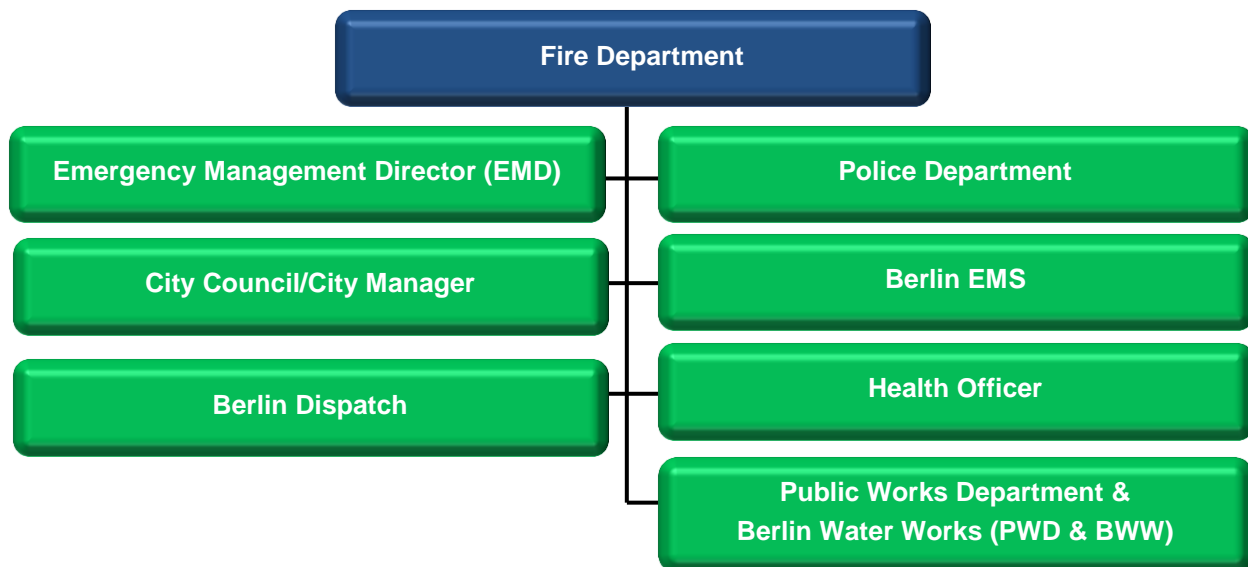 Fire Department
Emergency Management Director (EMD)
Police Department
City Council/City Manager
Berlin EMS
Berlin Dispatch
Health Officer
Public Works Department &
Berlin Water Works (PWD & BWW)